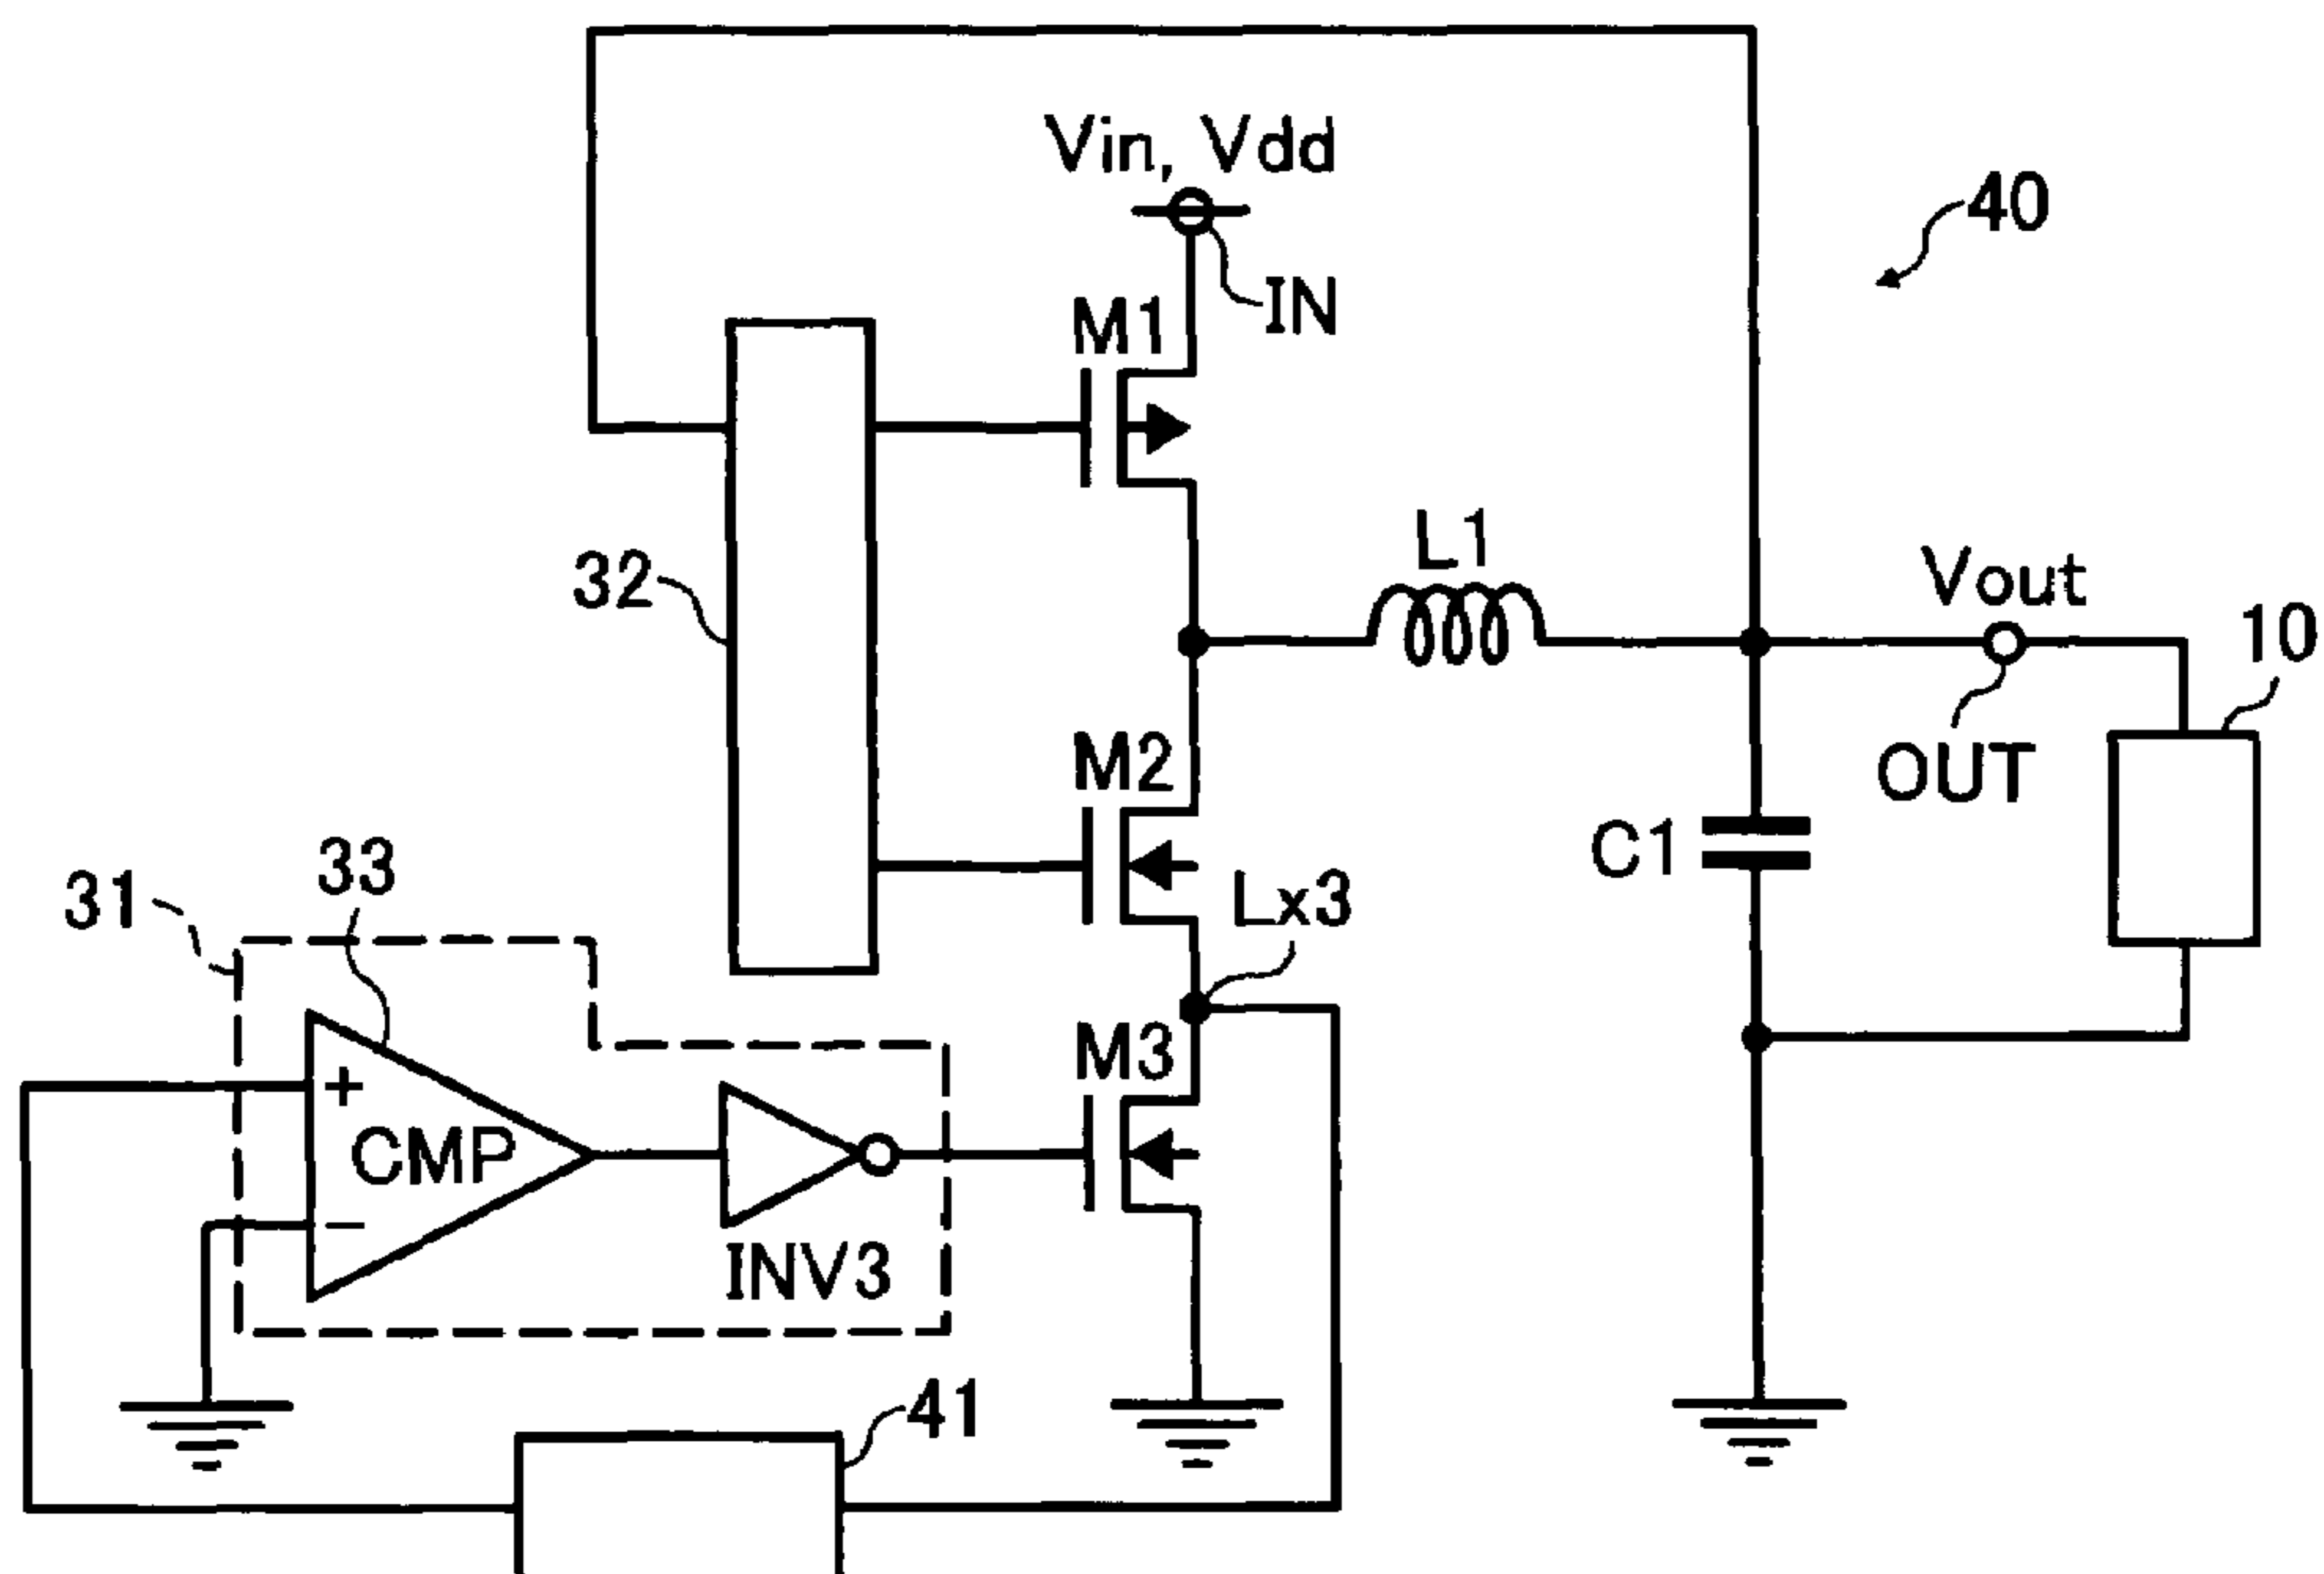 Vin, Vdd
40
IN
M1
L1
32
Vout
10
M2
OUT
C1
33
31
Lx3
M3
+
CMP
−
INV3
41